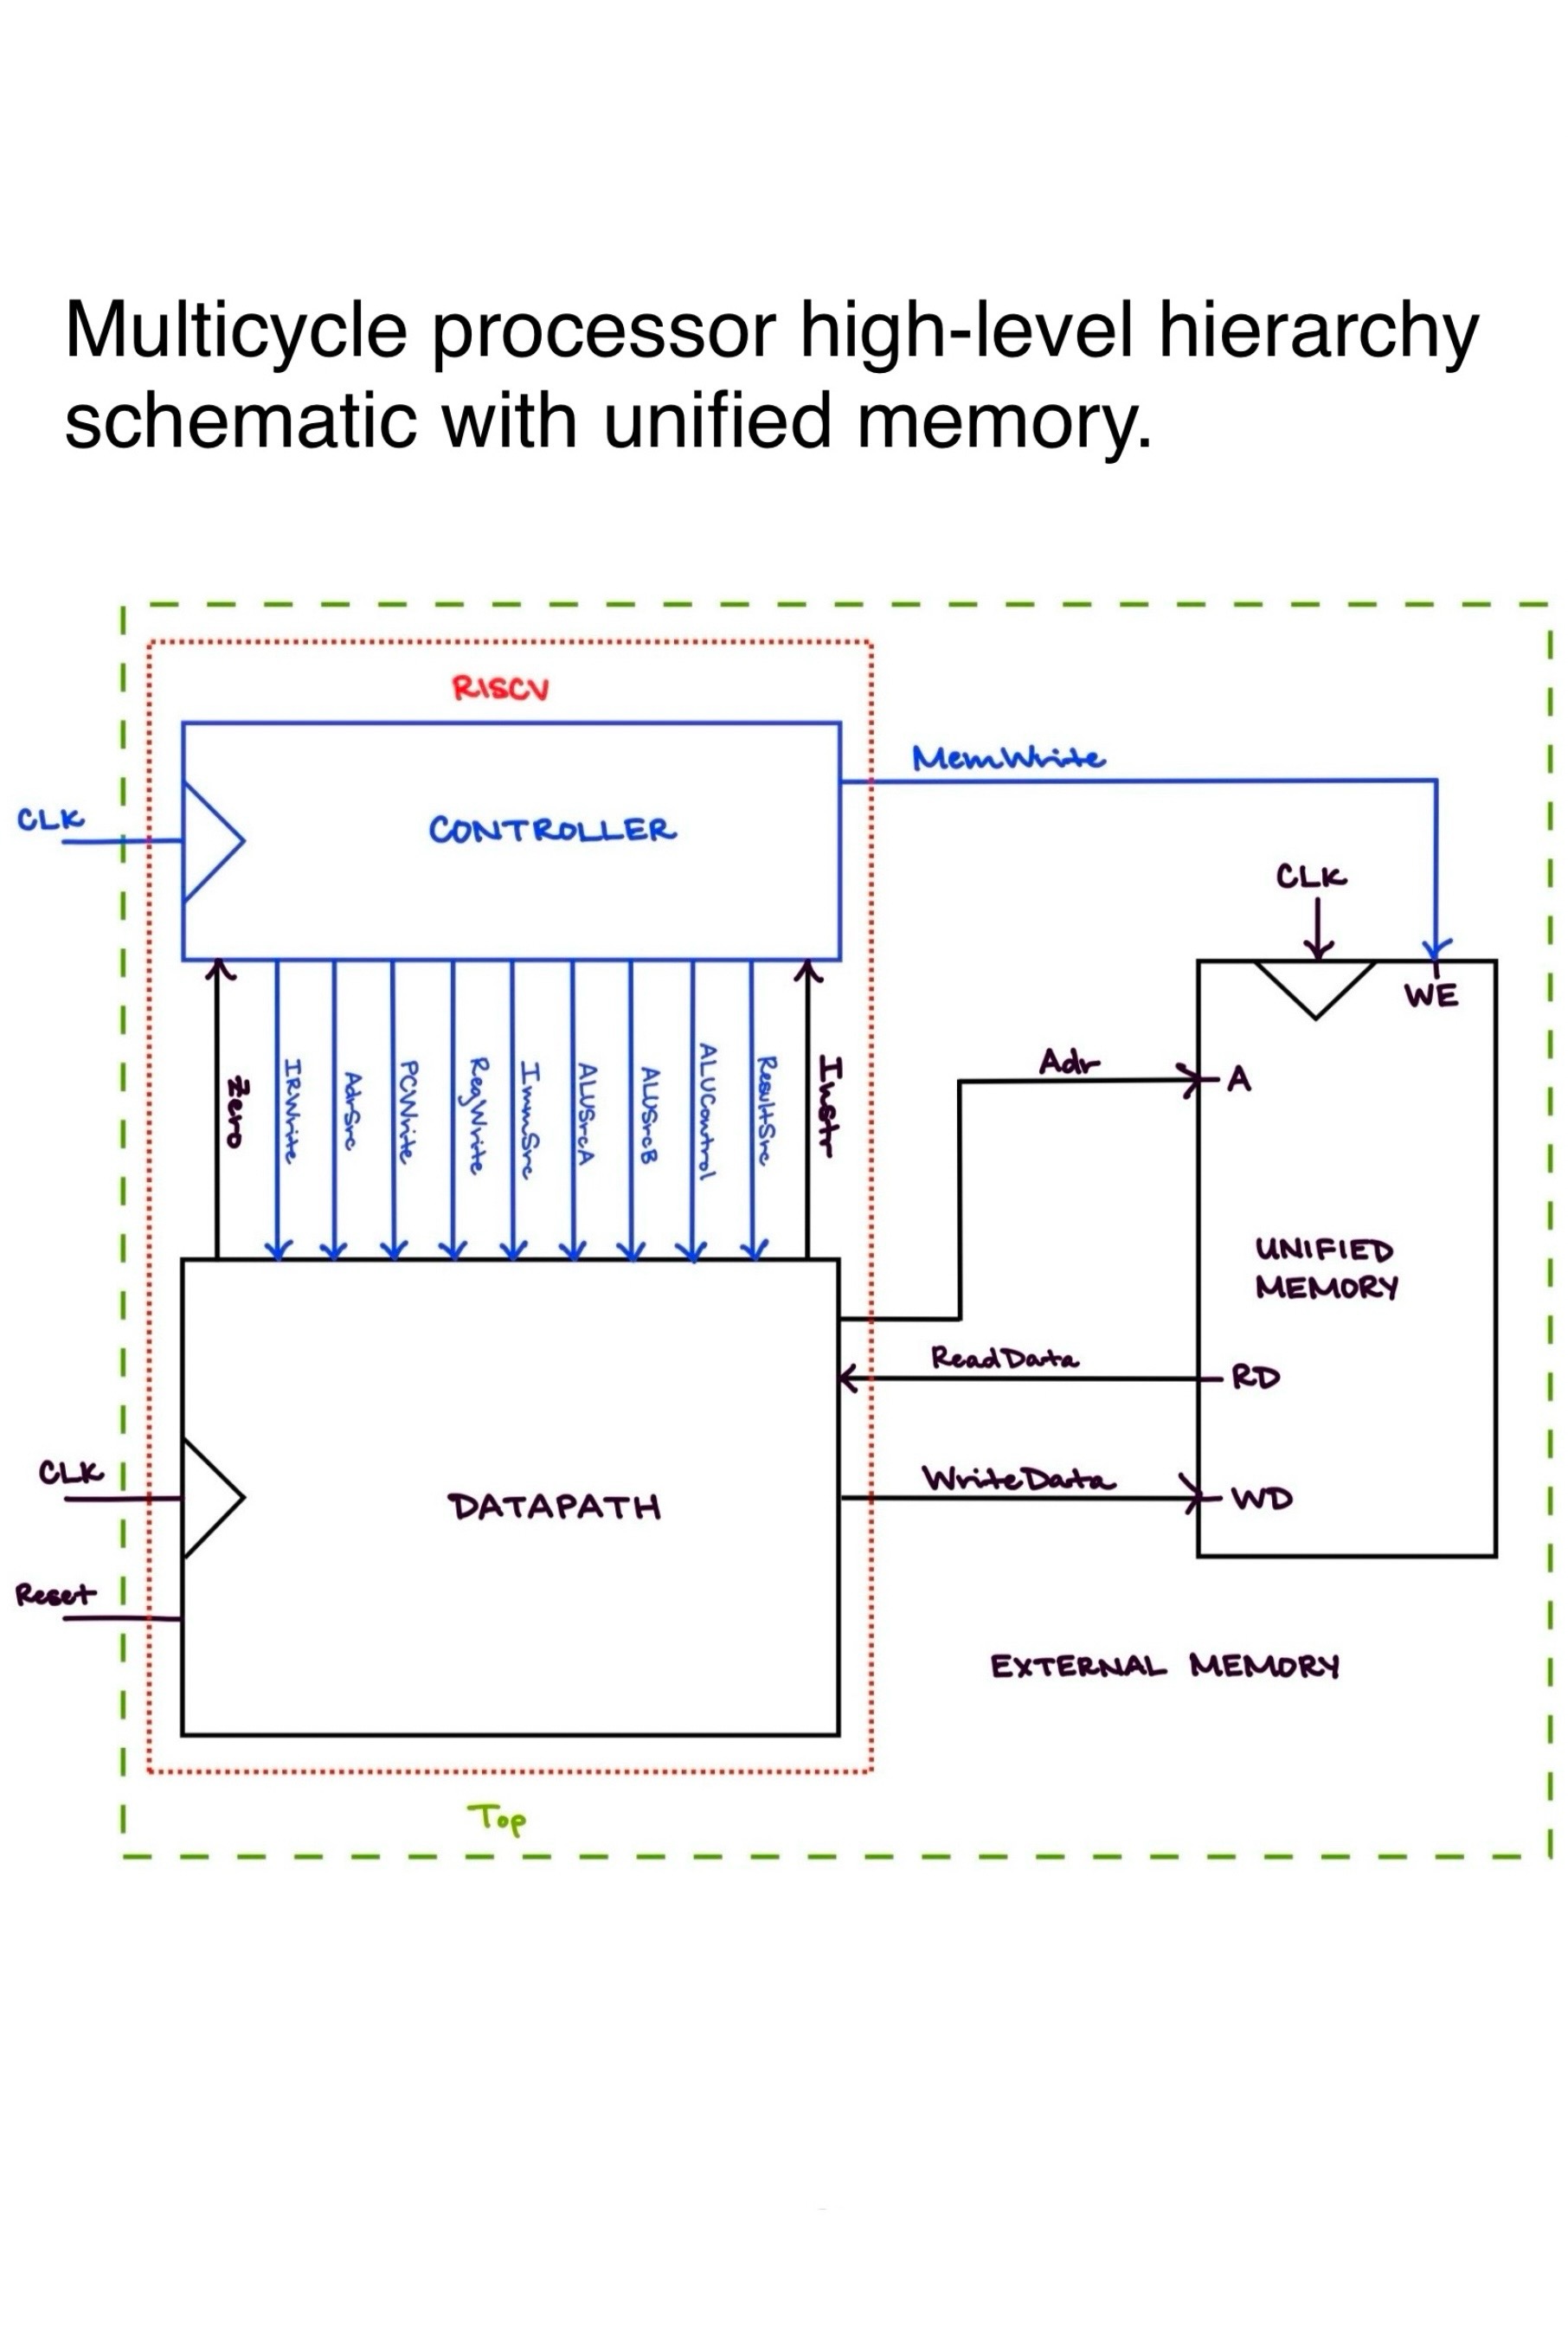 Multicycle processor high-level hierarchy
schematic with unified memory.
RISCV
MemWrite
CLK
CONTROLLER
CLK
WE
Zero
IRWrite
AdrSrc
PCWrite
RegWrite
ImmSrc
ALUSrcA
ALUSrcB
ALUControl
ResultSrc
Instr
Adr
A
UNIFIED
MEMORY
ReadData
RD
CLK
DATAPATH
WriteData
WD
Reset
EXTERNAL MEMORY
Top